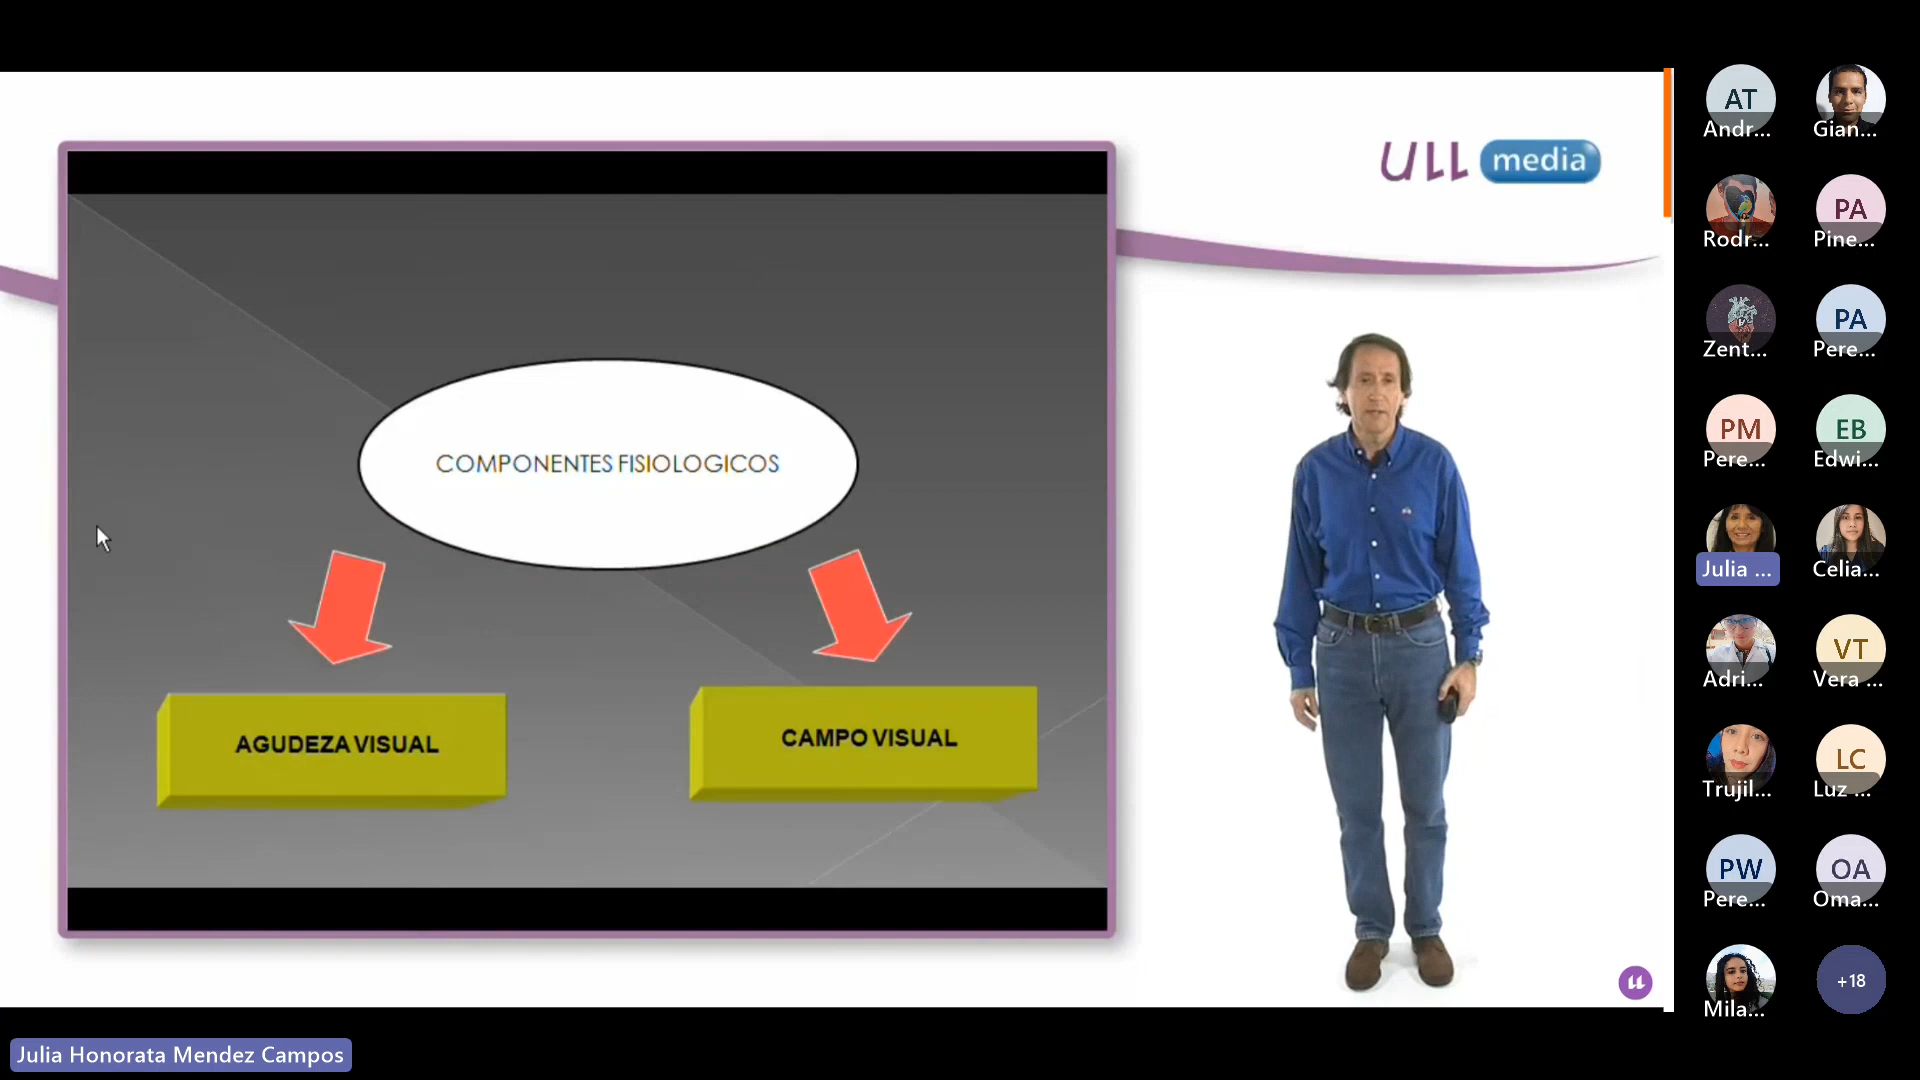 ULL media
COMPONENTES FISIOLOGICOS
AGUDEZA VISUAL
CAMPO VISUAL
AT
Andr...
Gian...
Rodr...
PA
Pine...
Zent...
PA
Pere...
PM
Pere...
EB
Edwi...
Julia ...
Celia...
Adri...
VT
Vera ...
Trujil...
LC
Luz ...
PW
Pere...
OA
Oma...
Mila...
+18
Julia Honorata Mendez Campos